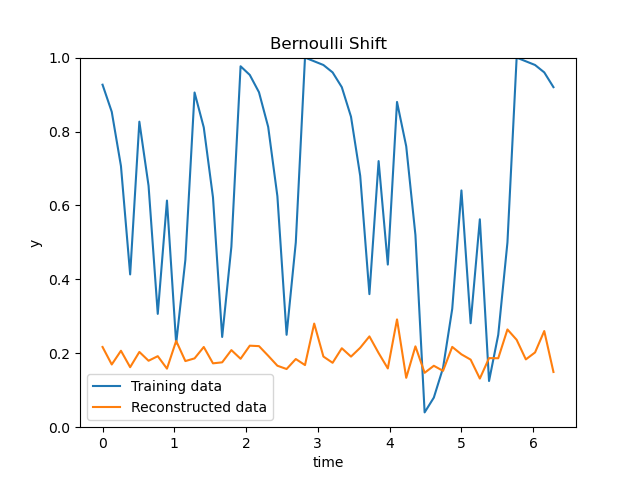 Bernoulli Shift
1.0
0.8
0.6
0.4
0.2
0.0
y
Training data
Reconstructed data
0 1 2 3 4 5 6
time